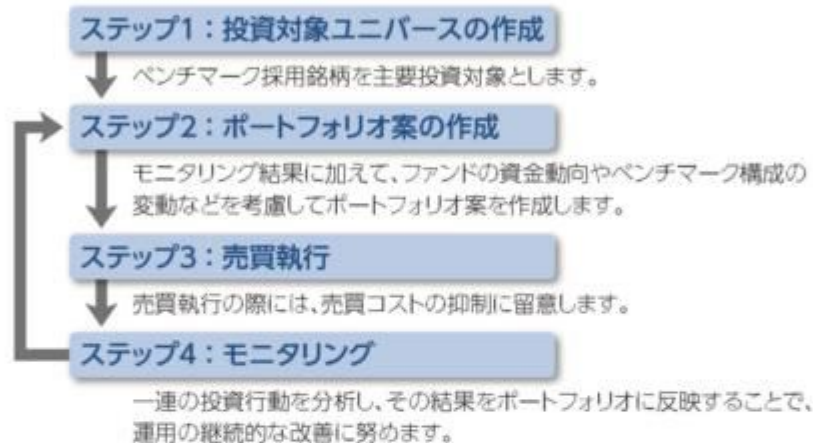 ステップ1：投資対象ユニバースの作成
ベンチマーク採用銘柄を主要投資対象とします。
ステップ2：ポートフォリオ案の作成
モニタリング結果に加えて、ファンドの資金動向やベンチマーク構成の
変動などを考慮してポートフォリオ案を作成します。
ステップ3：売買執行
売買執行の際には、売買コストの抑制に留意します。
ステップ4：モニタリング
一連の投資行動を分析し、その結果をポートフォリオに反映することで、
運用の継続的な改善に努めます。